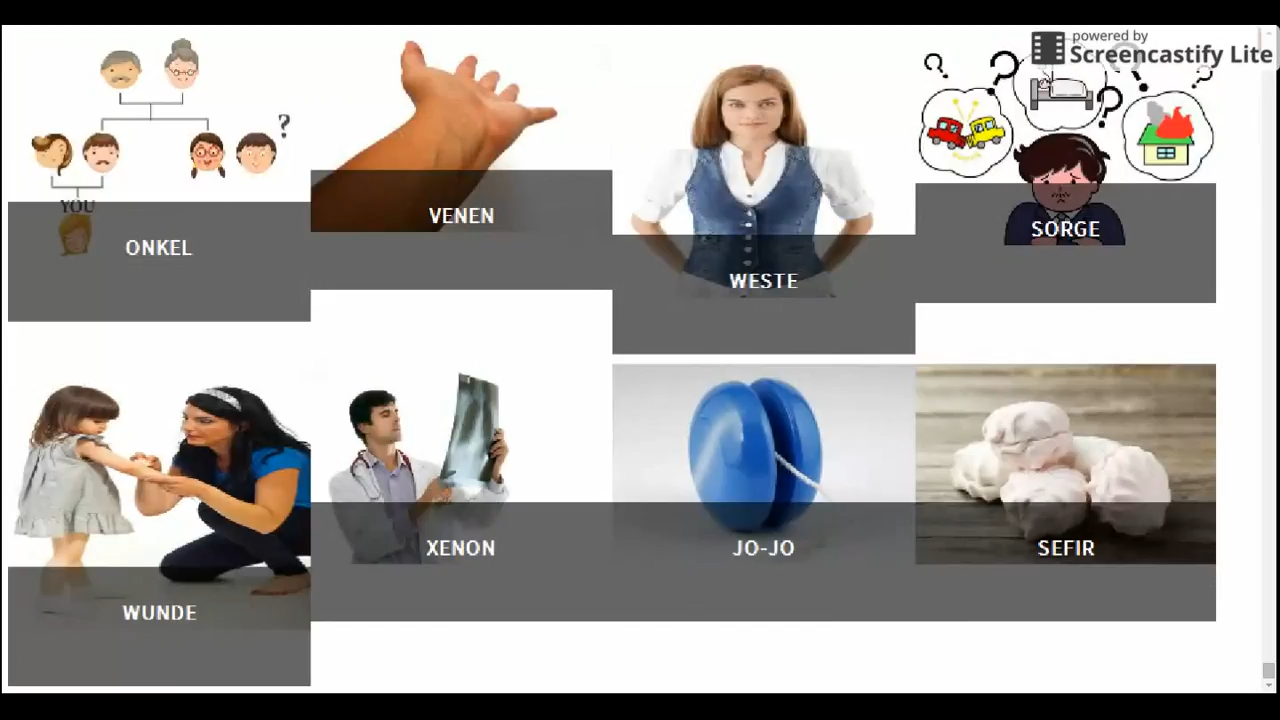 powered by
Screencastify Lite
?
YOU
ONKEL
VENEN
WESTE
SORGE
WUNDE
XENON
JO-JO
SEFIR